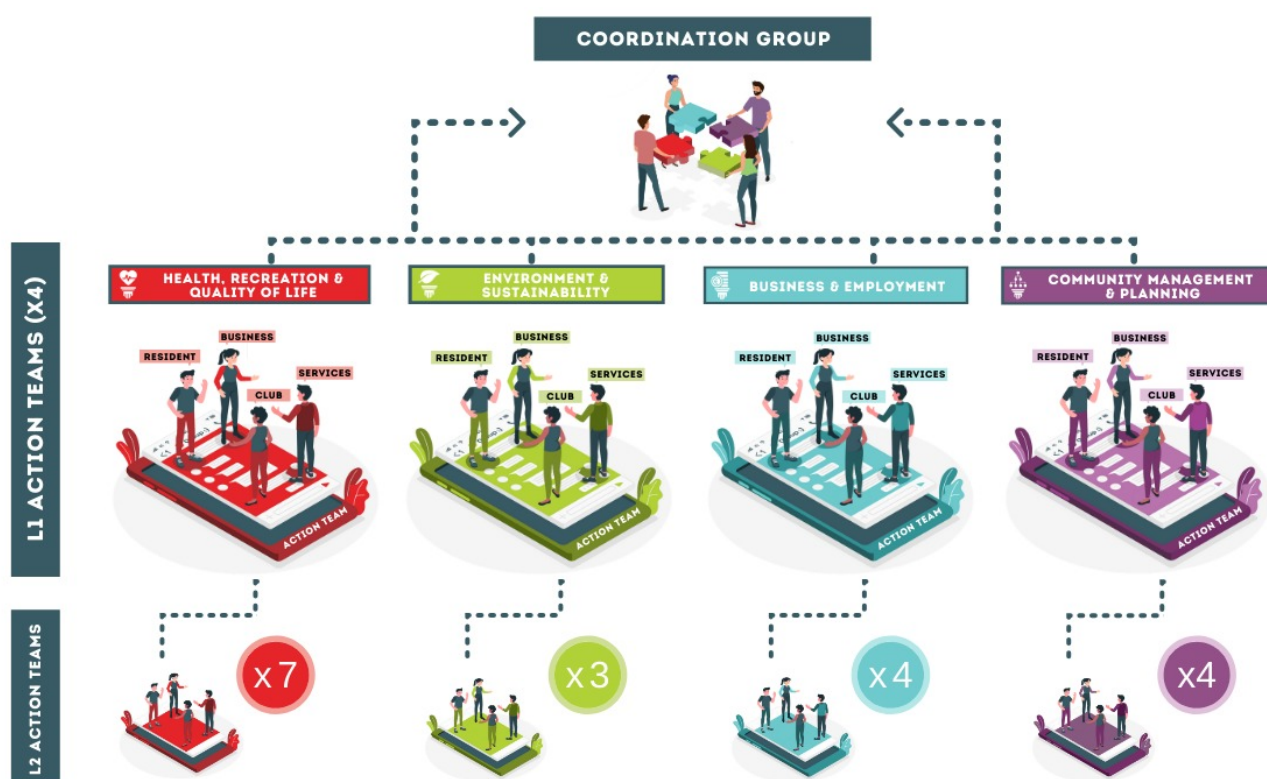 COORDINATION GROUP
L1 ACTION TEAMS (X4)
HEALTH, RECREATION &
QUALITY OF LIFE
ENVIRONMENT &
SUSTAINABILITY
BUSINESS & EMPLOYMENT
COMMUNITY MANAGEMENT
& PLANNING
BUSINESS
RESIDENT
SERVICES
CLUB
ACTION TEAM
BUSINESS
RESIDENT
SERVICES
CLUB
ACTION TEAM
BUSINESS
RESIDENT
SERVICES
CLUB
ACTION TEAM
BUSINESS
RESIDENT
SERVICES
CLUB
ACTION TEAM
L2 ACTION TEAMS
x7
x3
x4
x4